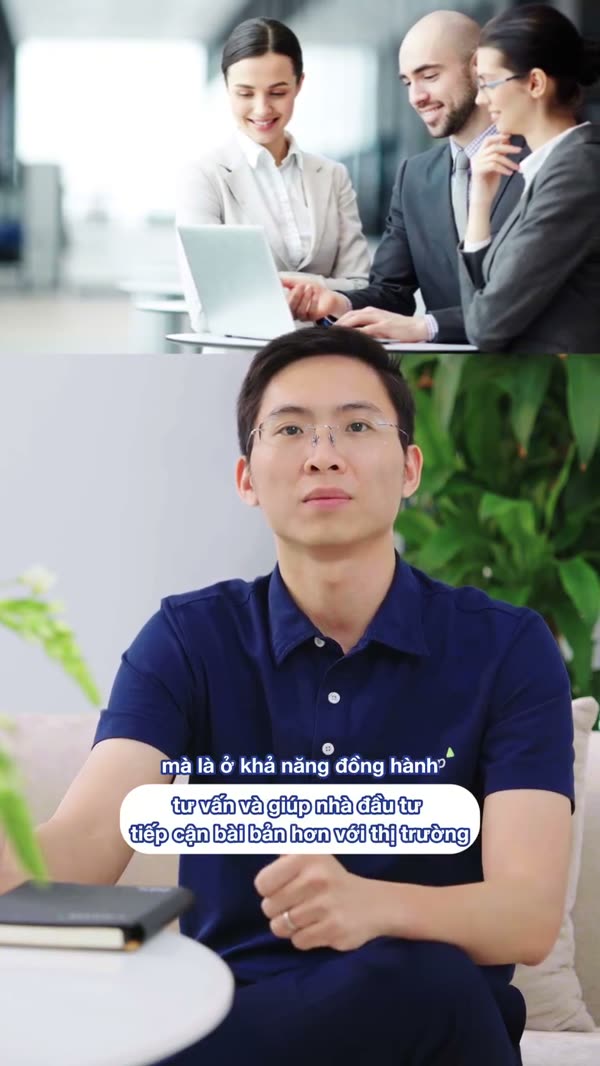 mà là ở khả năng đồng hành
tư vấn và giúp nhà đầu tư
tiếp cận bài bản hơn với thị trường